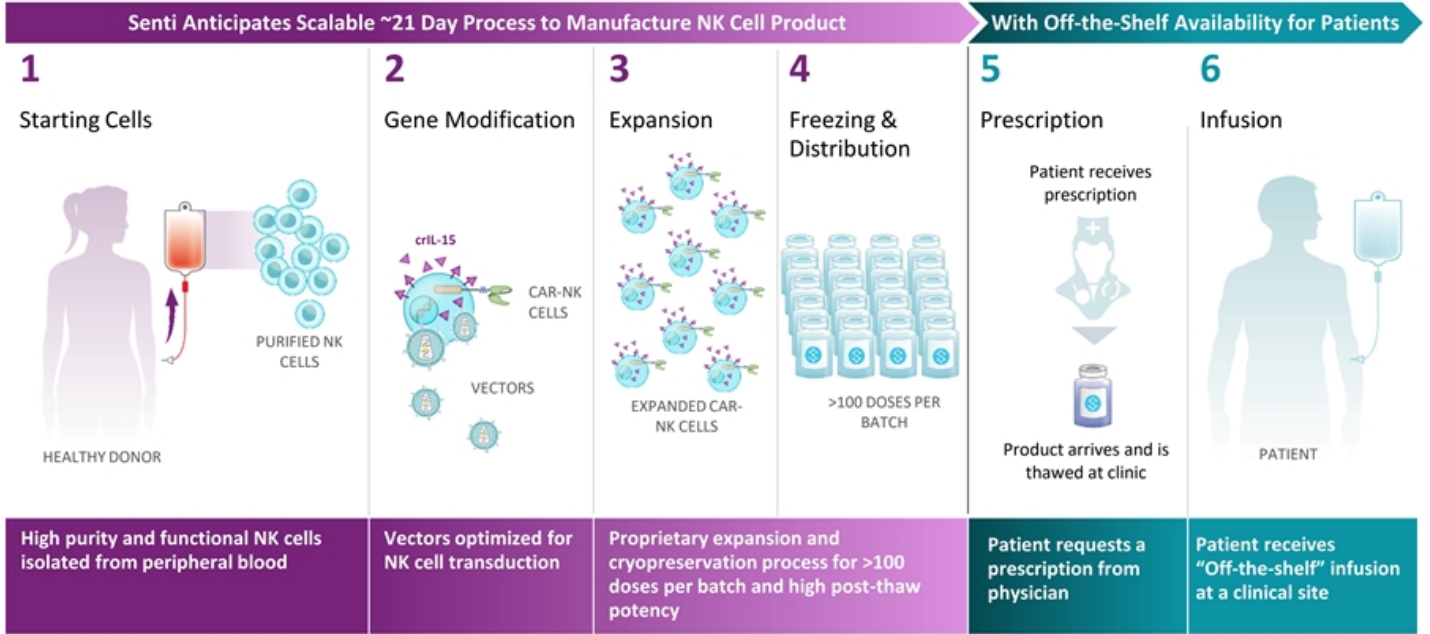 Senti Anticipates Scalable ~21 Day Process to Manufacture NK Cell Product
With Off-the-Shelf Availability for Patients
1
Starting Cells
HEALTHY DONOR
PURIFIED NK
CELLS
2
Gene Modification
crIL-15
CAR-NK
CELLS
VECTORS
3
Expansion
EXPANDED CAR-
NK CELLS
4
Freezing &
Distribution
>100 DOSES PER
BATCH
5
Prescription
Patient receives
prescription
Product arrives and is
thawed at clinic
6
Infusion
PATIENT
High purity and functional NK cells
isolated from peripheral blood
Vectors optimized for
NK cell transduction
Proprietary expansion and
cryopreservation process for >100
doses per batch and high post-thaw
potency
Patient requests a
prescription from
physician
Patient receives
“Off-the-shelf” infusion
at a clinical site